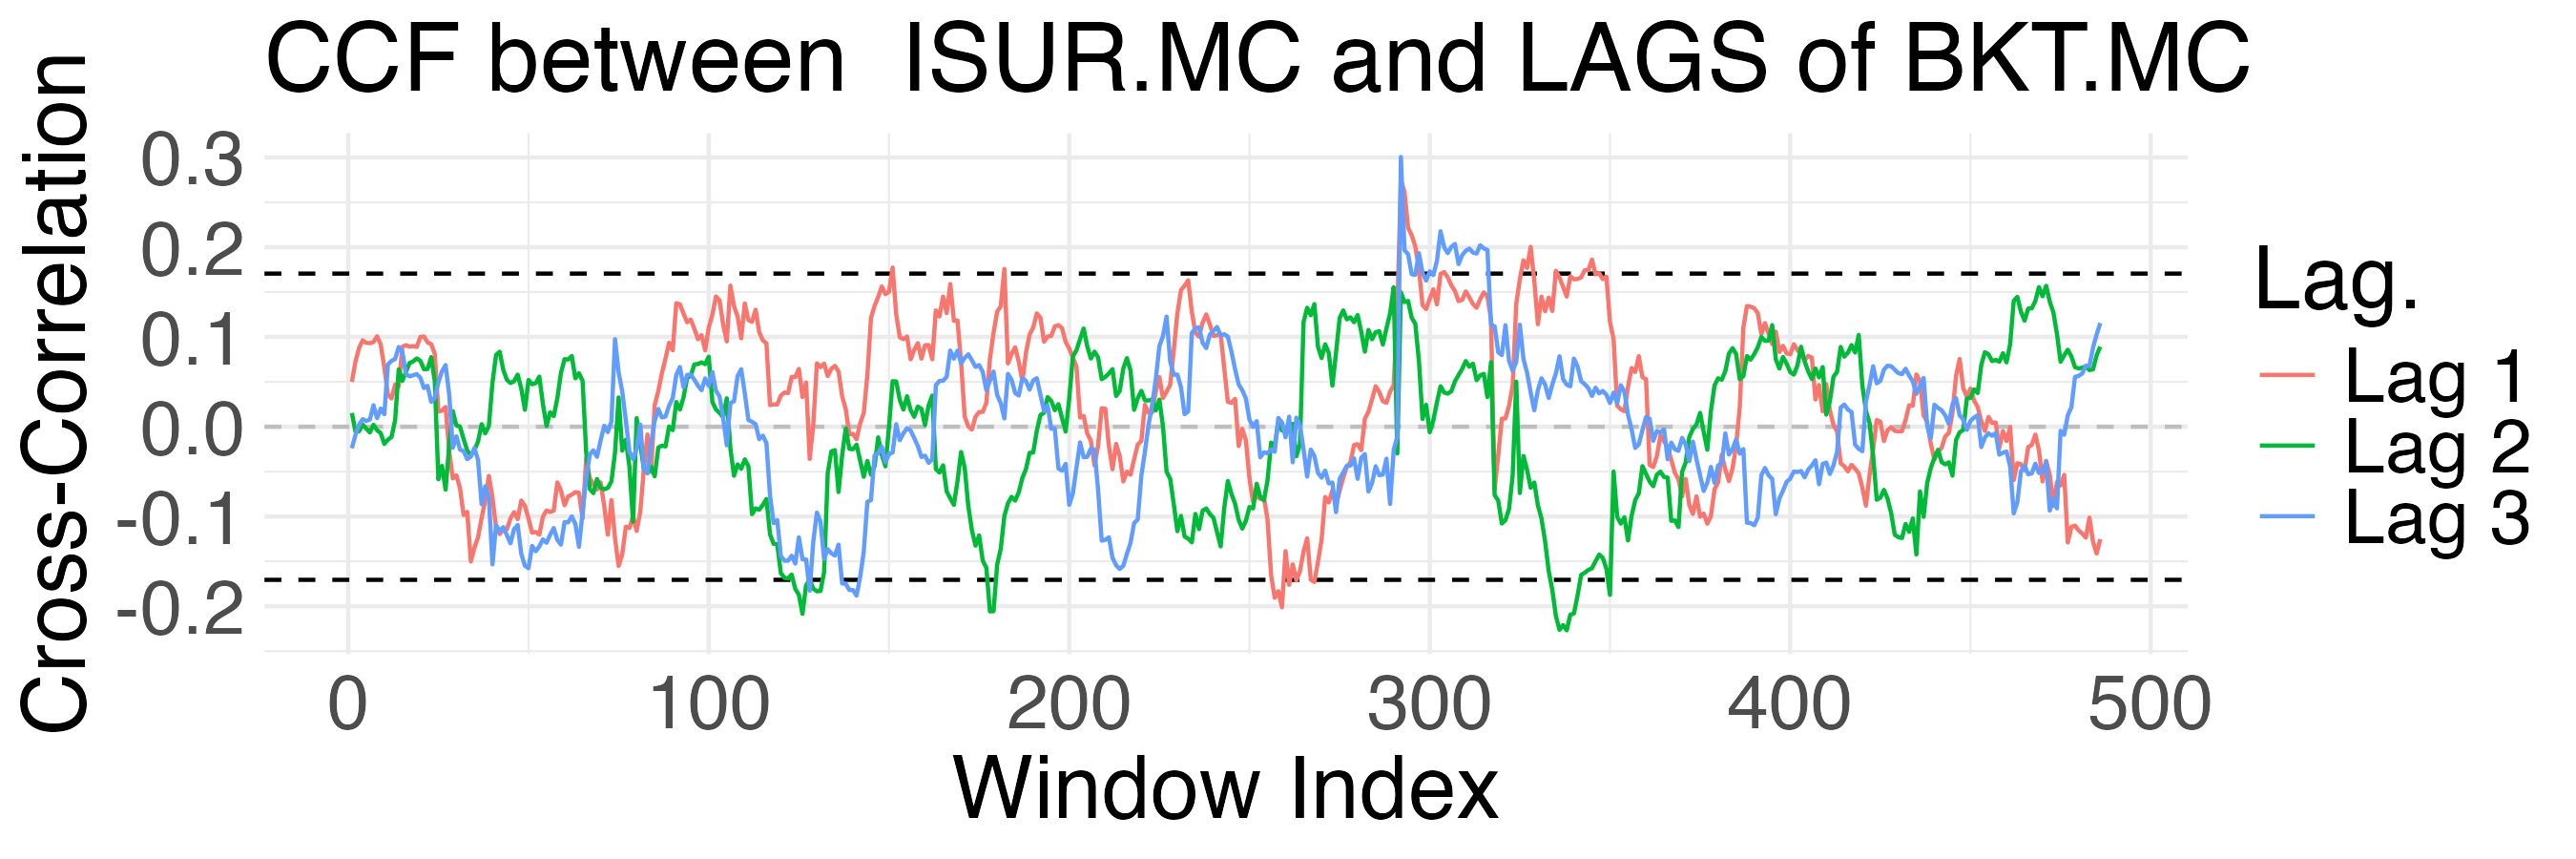 CCF between  ISUR.MC and LAGS of BKT.MC
Cross-Correlation
0.3
0.2
0.1
0.0
-0.1
-0.2
0 100 200 300 400 500
Window Index
Lag.
Lag 1
Lag 2
Lag 3